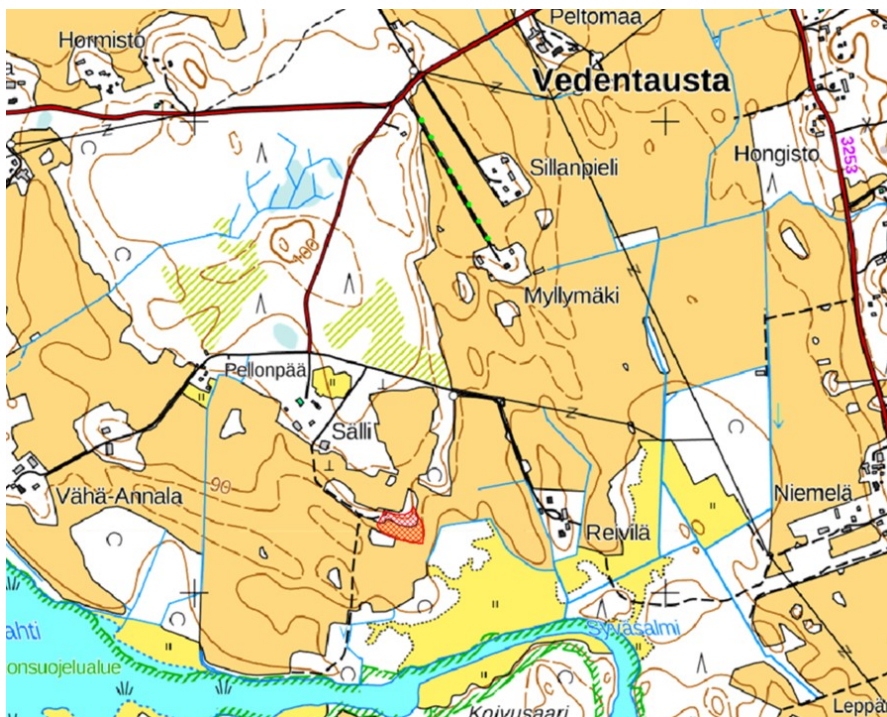 Peltomaa
Hormisto
Vedentausta
Hongisto
3253
Sillanpieli
100
Myllymäki
Pellonpää
Sälli
90
Vähä-Annala
Niemelä
Reivilä
ahti
Syväsalmi
onsuojelualue
Koivusaari
Leppär